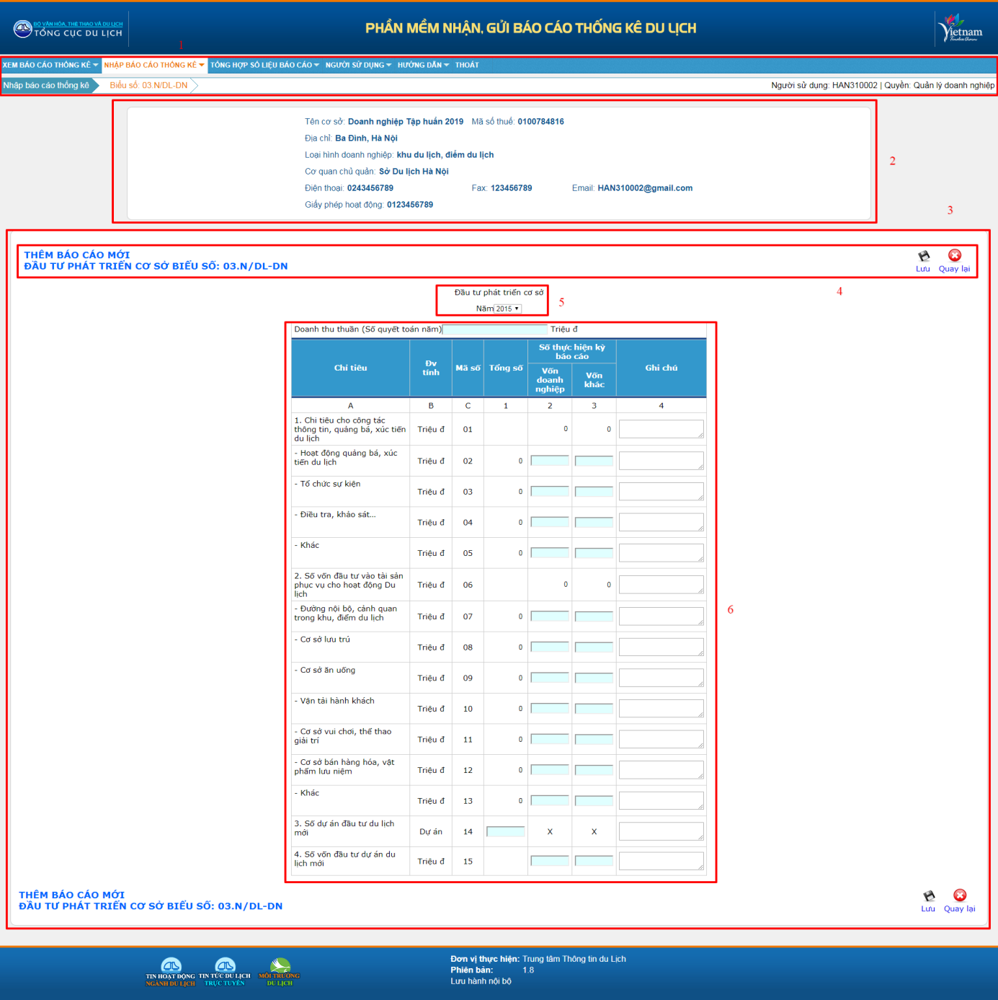 BỘ VĂN HÓA, THỂ THAO VÀ DU LỊCH
TỔNG CỤC DU LỊCH
PHẦN MỀM NHẬN, GỬI BÁO CÁO THỐNG KÊ DU LỊCH
Vietnam
Timeless Charm
1
XEM BÁO CÁO THỐNG KÊ NHẬP BÁO CÁO THỐNG KÊ TỔNG HỢP SỐ LIỆU BÁO CÁO NGƯỜI SỬ DỤNG HƯỚNG DẪN THOÁT
Nhập báo cáo thống kê Biểu số: 03.N/DL-DN Người sử dụng: HAN310002 | Quyền: Quản lý doanh nghiệp
Tên cơ sở: Doanh nghiệp Tập huấn 2019 Mã số thuế: 0100784816
Địa chỉ: Ba Đình, Hà Nội
Loại hình doanh nghiệp: khu du lịch, điểm du lịch
2
Cơ quan chủ quản: Sở Du lịch Hà Nội
Điện thoại: 0243456789 Fax: 123456789 Email: HAN310002@gmail.com
Giấy phép hoạt động: 0123456789
3
THÊM BÁO CÁO MỚI
ĐẦU TƯ PHÁT TRIỂN CƠ SỞ BIỂU SỐ: 03.N/DL-DN
Lưu Quay lại
4
Đầu tư phát triển cơ sở
5
Năm 2015
Doanh thu thuần (Số quyết toán năm) Triệu đ
Chỉ tiêu Đv tính Mã số Tổng số Số thực hiện kỳ báo cáo Ghi chú
Vốn doanh nghiệp Vốn khác
A B C 1 2 3 4
1. Chi tiêu cho công tác thông tin, quảng bá, xúc tiến du lịch Triệu đ 01 0 0
- Hoạt động quảng bá, xúc tiến du lịch Triệu đ 02 0
- Tổ chức sự kiện Triệu đ 03 0
- Điều tra, khảo sát... Triệu đ 04 0
- Khác Triệu đ 05 0
2. Số vốn đầu tư vào tài sản phục vụ cho hoạt động Du lịch Triệu đ 06 0 0
6
- Đường nội bộ, cảnh quan trong khu, điểm du lịch Triệu đ 07 0
- Cơ sở lưu trú Triệu đ 08 0
- Cơ sở ăn uống Triệu đ 09 0
- Vận tải hành khách Triệu đ 10 0
- Cơ sở vui chơi, thể thao giải trí Triệu đ 11 0
- Cơ sở bán hàng hóa, vật phẩm lưu niệm Triệu đ 12 0
- Khác Triệu đ 13 0
3. Số dự án đầu tư du lịch mới Dự án 14 X X
4. Số vốn đầu tư dự án du lịch mới Triệu đ 15
THÊM BÁO CÁO MỚI
ĐẦU TƯ PHÁT TRIỂN CƠ SỞ BIỂU SỐ: 03.N/DL-DN
Lưu Quay lại
TIN HOẠT ĐỘNG
NGÀNH DU LỊCH
TIN TỨC DU LỊCH
TRỰC TUYẾN
MÔI TRƯỜNG
DU LỊCH
Đơn vị thực hiện: Trung tâm Thông tin du Lịch
Phiên bản: 1.8
Lưu hành nội bộ